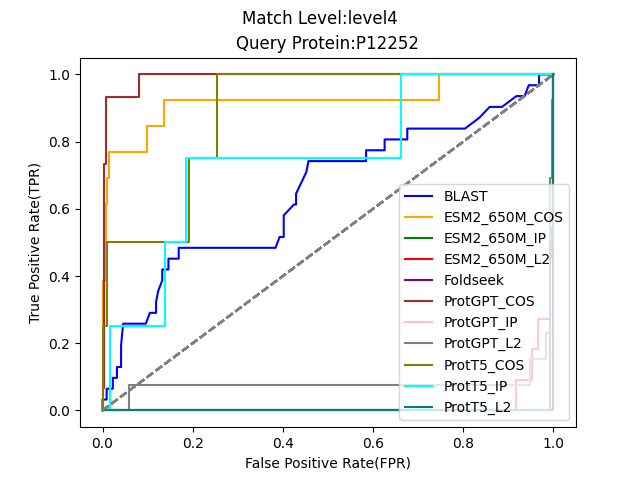 Match Level:level4
Query Protein:P12252
True Positive Rate(TPR)
1.0
0.8
0.6
0.4
0.2
0.0
0.0 0.2 0.4 0.6 0.8 1.0
False Positive Rate(FPR)
BLAST
ESM2_650M_COS
ESM2_650M_IP
ESM2_650M_L2
Foldseek
ProtGPT_COS
ProtGPT_IP
ProtGPT_L2
ProtT5_COS
ProtT5_IP
ProtT5_L2